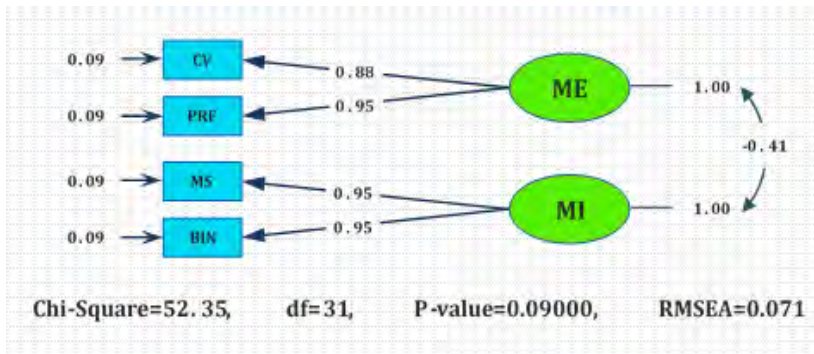 0.09 CV
0.88
ME 1.00
0.95
0.09 PRF
-0.41
0.09 MS
0.95
MI 1.00
0.95
0.09 BIN
Chi-Square=52.35, df=31, P-value=0.09000, RMSEA=0.071